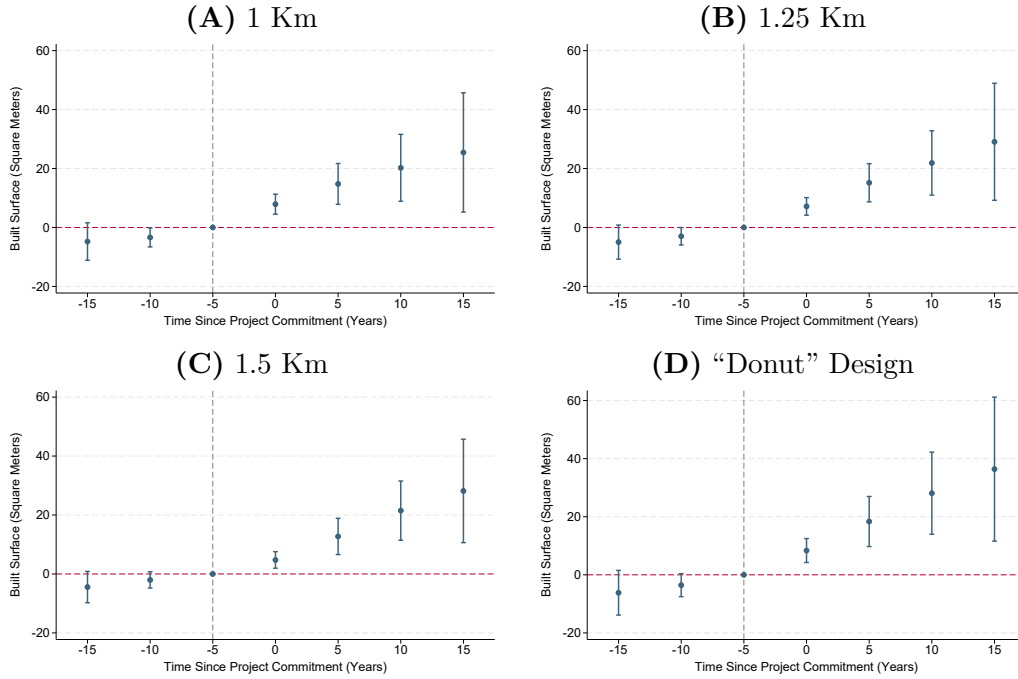 (A) 1 Km
Built Surface (Square Meters)
60
40
20
0
-20
-15 -10 -5 0 5 10 15
Time Since Project Commitment (Years)
(B) 1.25 Km
Built Surface (Square Meters)
60
40
20
0
-20
-15 -10 -5 0 5 10 15
Time Since Project Commitment (Years)
(C) 1.5 Km
Built Surface (Square Meters)
60
40
20
0
-20
-15 -10 -5 0 5 10 15
Time Since Project Commitment (Years)
(D) “Donut” Design
Built Surface (Square Meters)
60
40
20
0
-20
-15 -10 -5 0 5 10 15
Time Since Project Commitment (Years)